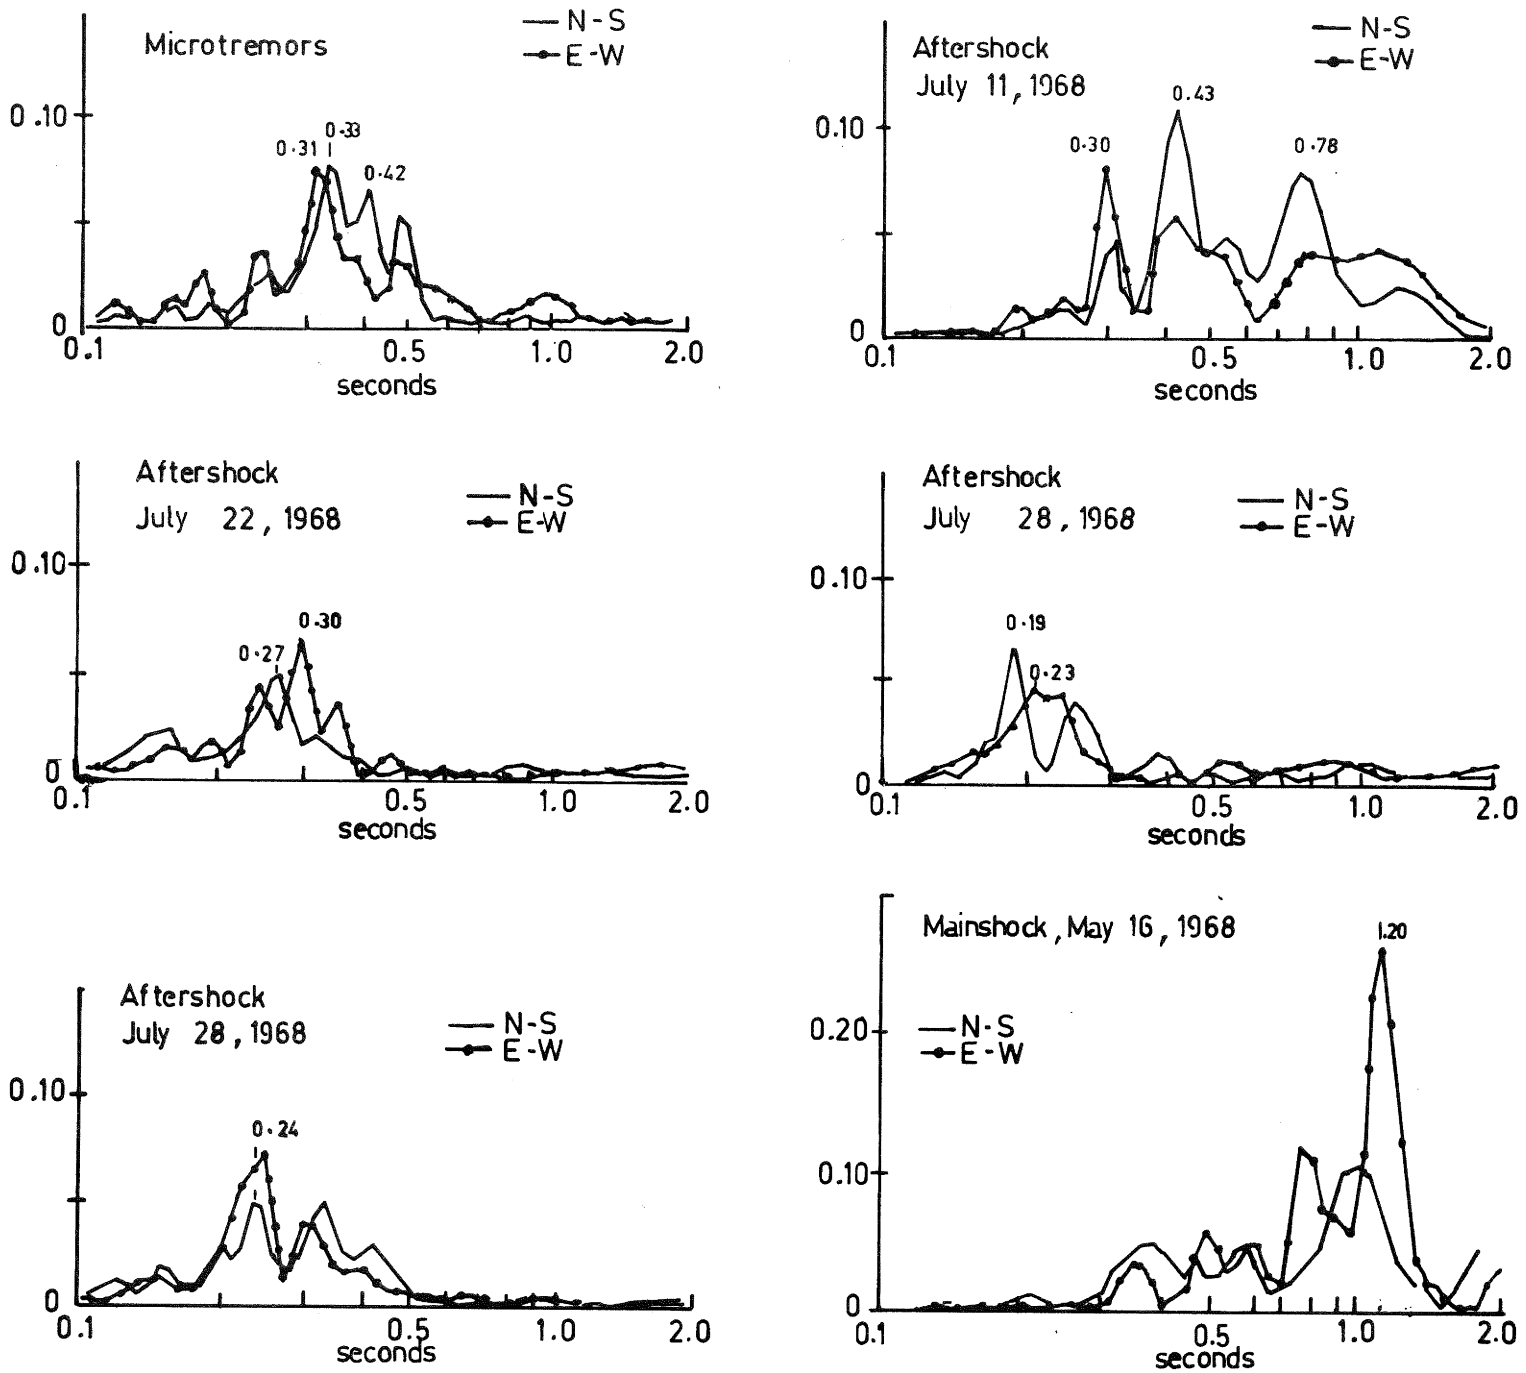 Microtremors
N-S
E-W
0.10
0.31
0.33
0.42
0
0.1
0.5
1.0
2.0
seconds
Aftershock
July 11, 1968
N-S
E-W
0.10
0.30
0.43
0.78
0
0.1
0.5
1.0
2.0
seconds
Aftershock
July 22, 1968
N-S
E-W
0.10
0.27
0.30
0
0.1
0.5
1.0
2.0
seconds
Aftershock
July 28, 1968
N-S
E-W
0.10
0.19
0.23
0
0.1
0.5
1.0
2.0
seconds
Aftershock
July 28, 1968
N-S
E-W
0.10
0.24
0
0.1
0.5
1.0
2.0
seconds
Mainshock, May 16, 1968
N-S
E-W
1.20
0.20
0.10
0
0.1
0.5
1.0
2.0
seconds